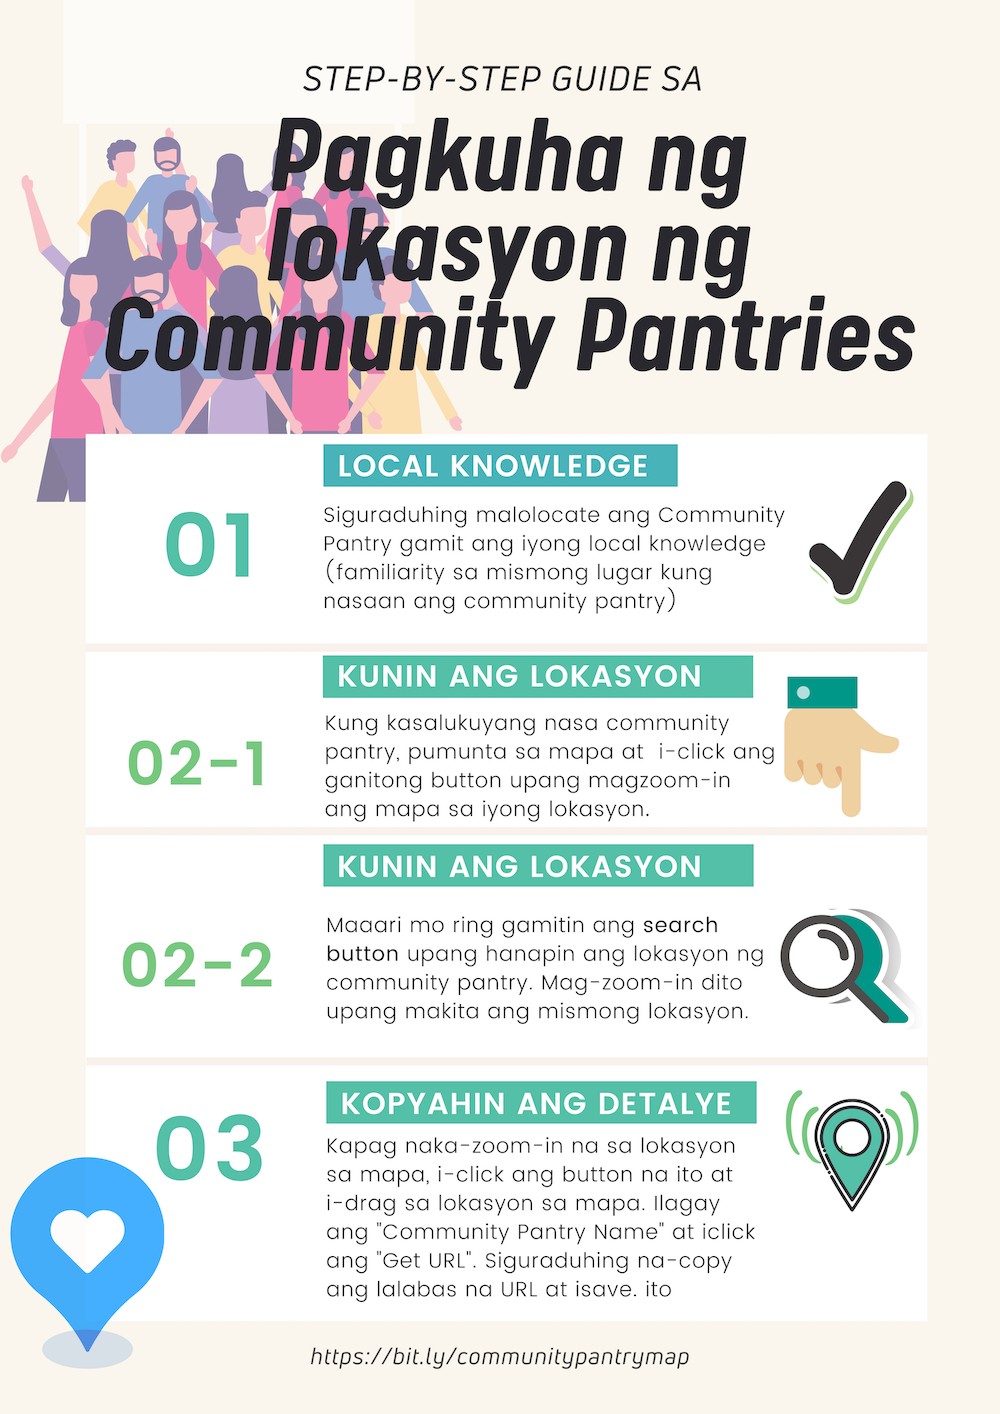 STEP-BY-STEP GUIDE SA
Pagkuha ng
lokasyon ng
Community Pantries
01
LOCAL KNOWLEDGE
Siguraduhing malolocate ang Community
Pantry gamit ang iyong local knowledge
(familiarity sa mismong lugar kung
nasaan ang community pantry)
02-1
KUNIN ANG LOKASYON
Kung kasalukuyang nasa community
pantry, pumunta sa mapa at i-click ang
ganitong button upang magzoom-in
ang mapa sa iyong lokasyon.
02-2
KUNIN ANG LOKASYON
Maaari mo ring gamitin ang search
button upang hanapin ang lokasyon ng
community pantry. Mag-zoom-in dito
upang makita ang mismong lokasyon.
03
KOPYAHIN ANG DETALYE
Kapag naka-zoom-in na sa lokasyon
sa mapa, i-click ang button na ito at
i-drag sa lokasyon sa mapa. Ilagay
ang "Community Pantry Name" at iclick
ang "Get URL". Siguraduhing na-copy
ang lalabas na URL at isave. ito
https://bit.ly/communitypantrymap